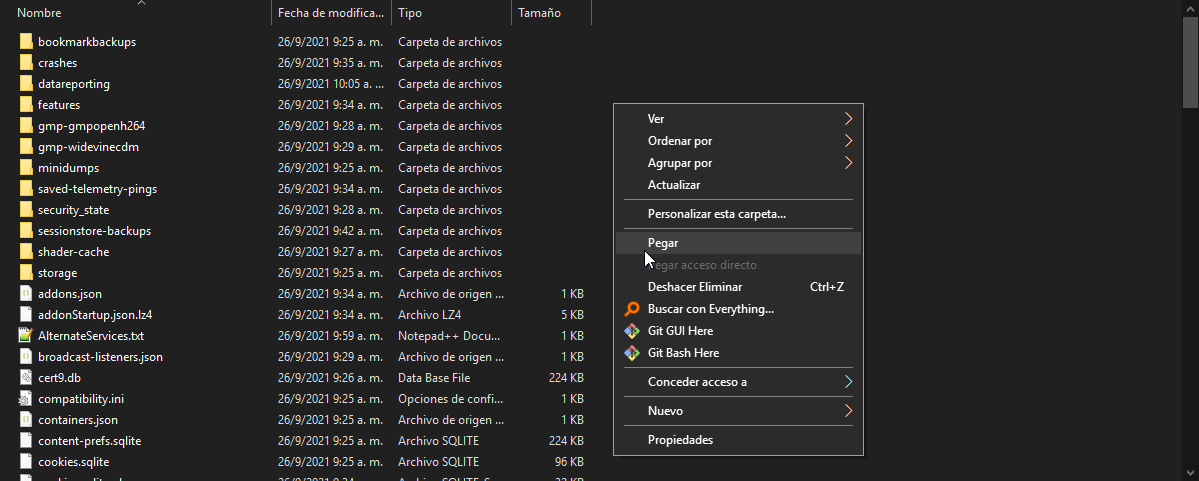 Nombre Fecha de modifica... Tipo Tamaño
bookmarkbackups 26/9/2021 9:25 a. m. Carpeta de archivos
crashes 26/9/2021 9:35 a. m. Carpeta de archivos
datareporting 26/9/2021 10:05 a. ... Carpeta de archivos
features 26/9/2021 9:34 a. m. Carpeta de archivos
gmp-gmpopenh264 26/9/2021 9:28 a. m. Carpeta de archivos
gmp-widevinecdm 26/9/2021 9:29 a. m. Carpeta de archivos
minidumps 26/9/2021 9:25 a. m. Carpeta de archivos
saved-telemetry-pings 26/9/2021 9:34 a. m. Carpeta de archivos
security_state 26/9/2021 9:28 a. m. Carpeta de archivos
sessionstore-backups 26/9/2021 9:42 a. m. Carpeta de archivos
shader-cache 26/9/2021 9:27 a. m. Carpeta de archivos
storage 26/9/2021 9:25 a. m. Carpeta de archivos
addons.json 26/9/2021 9:34 a. m. Archivo de origen ... 1 KB
addonStartup.json.lz4 26/9/2021 9:34 a. m. Archivo LZ4 5 KB
AlternateServices.txt 26/9/2021 9:59 a. m. Notepad++ Docu... 1 KB
broadcast-listeners.json 26/9/2021 9:29 a. m. Archivo de origen ... 1 KB
cert9.db 26/9/2021 9:26 a. m. Data Base File 224 KB
compatibility.ini 26/9/2021 9:25 a. m. Opciones de confi... 1 KB
containers.json 26/9/2021 9:25 a. m. Archivo de origen ... 1 KB
content-prefs.sqlite 26/9/2021 9:25 a. m. Archivo SQLITE 224 KB
cookies.sqlite 26/9/2021 9:25 a. m. Archivo SQLITE 96 KB
Ver
Ordenar por
Agrupar por
Actualizar
Personalizar esta carpeta...
Pegar
acceso directo
Deshacer Eliminar Ctrl+Z
Buscar con Everything...
Git GUI Here
Git Bash Here
Conceder acceso a
Nuevo
Propiedades